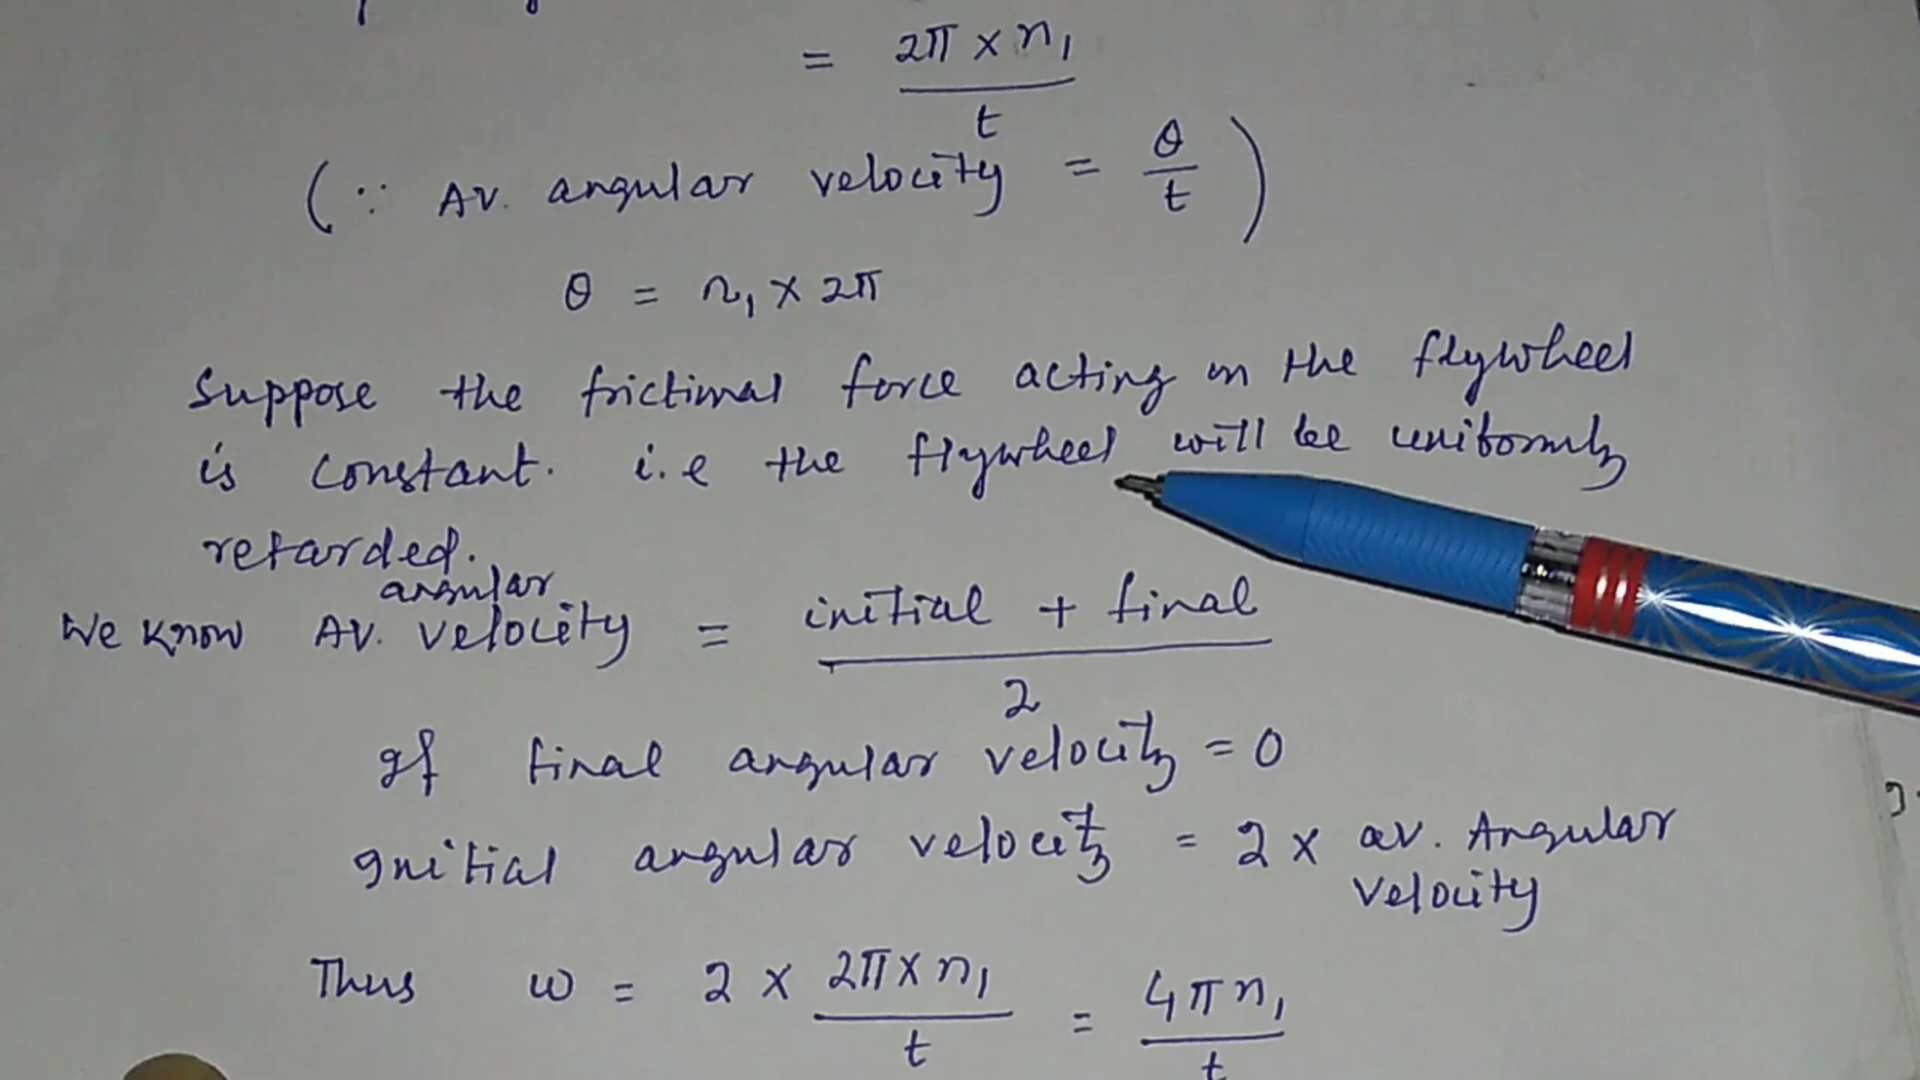 = 2π × n₁ / t
(∵ Av. angular velocity = θ / t)
θ = n₁ × 2π
Suppose the frictional force acting on the flywheel
is constant. i.e the flywheel will be uniformly
retarded.
We know Av. angular velocity = initial + final / 2
If final angular velocity = 0
Initial angular velocity = 2 × av. Angular
velocity
Thus ω = 2 × 2π × n₁ / t = 4πn₁ / t